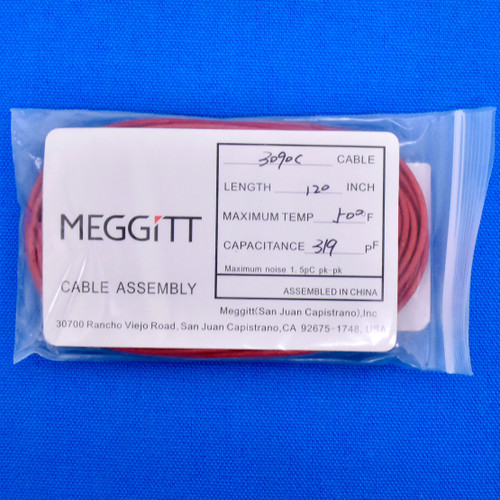 3090C CABLE
LENGTH 120 INCH
MAXIMUM TEMP 500 F
CAPACITANCE 319 pF
Maximum noise 1.5pC pk-pk
ASSEMBLED IN CHINA
MEGGiTT
CABLE ASSEMBLY
Meggitt(San Juan Capistrano),Inc
30700 Rancho Viejo Road, San Juan Capistrano,CA 92675-1748, USA